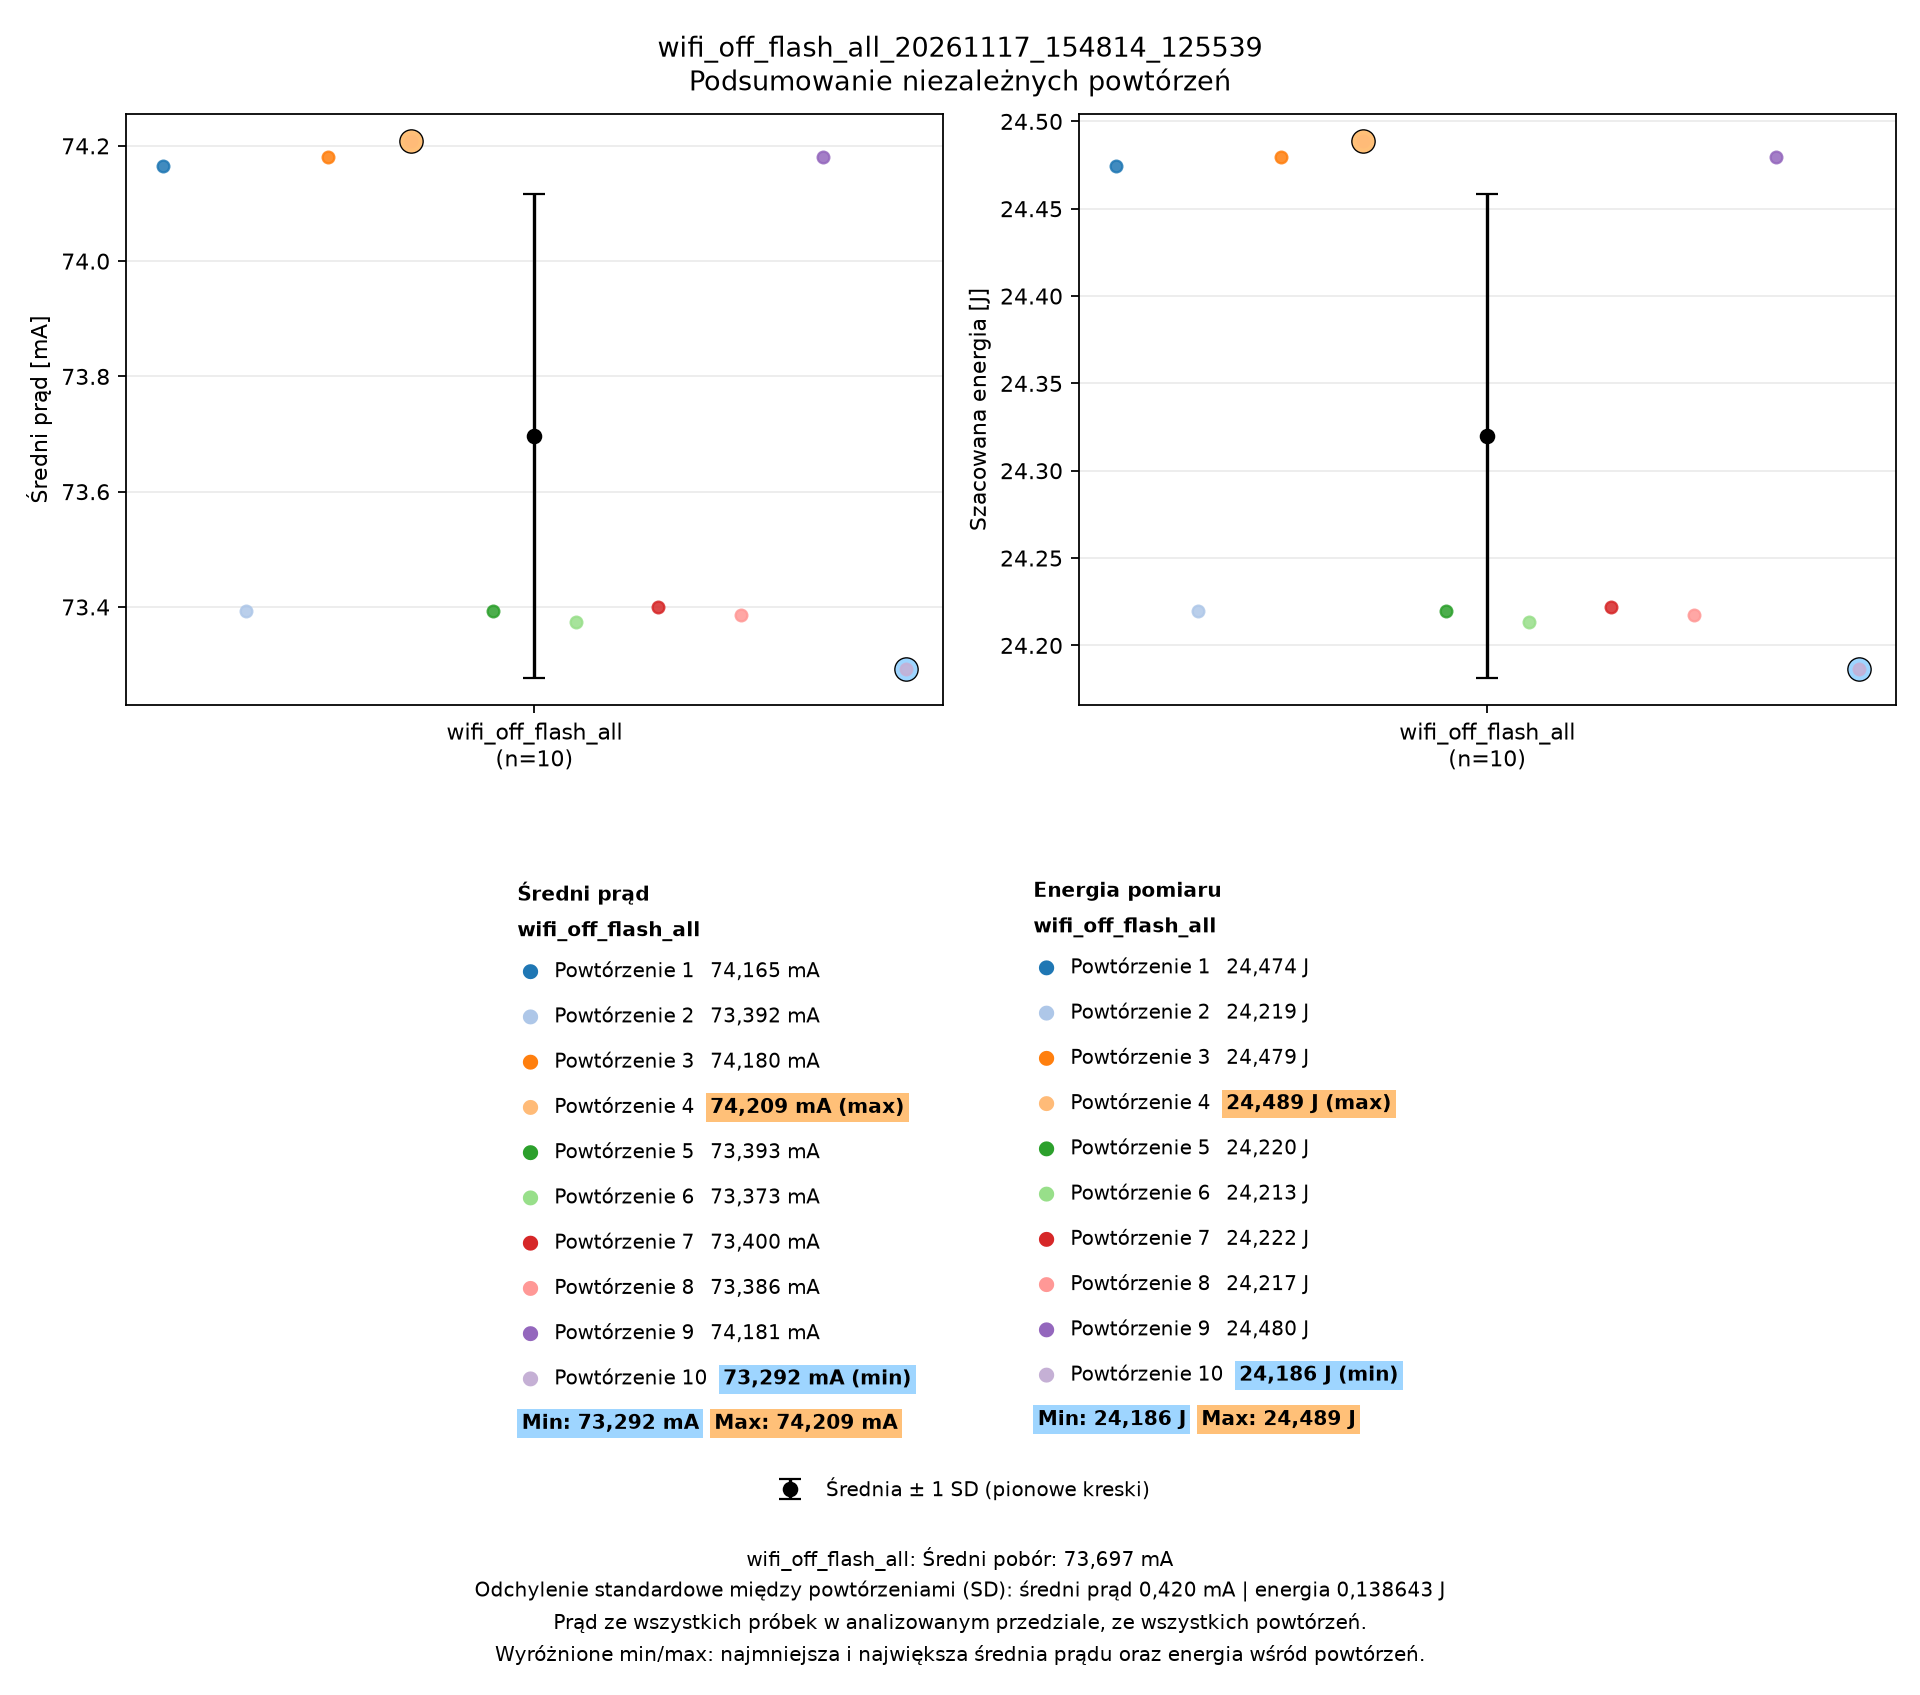 wifi_off_flash_all_20261117_154814_125539
Podsumowanie niezależnych powtórzeń
Średni prąd [mA]
74.2
74.0
73.8
73.6
73.4
wifi_off_flash_all
(n=10)
Szacowana energia [J]
24.50
24.45
24.40
24.35
24.30
24.25
24.20
wifi_off_flash_all
(n=10)
Średni prąd
wifi_off_flash_all
Powtórzenie 1 74,165 mA
Powtórzenie 2 73,392 mA
Powtórzenie 3 74,180 mA
Powtórzenie 4 74,209 mA (max)
Powtórzenie 5 73,393 mA
Powtórzenie 6 73,373 mA
Powtórzenie 7 73,400 mA
Powtórzenie 8 73,386 mA
Powtórzenie 9 74,181 mA
Powtórzenie 10 73,292 mA (min)
Min: 73,292 mA Max: 74,209 mA
Energia pomiaru
wifi_off_flash_all
Powtórzenie 1 24,474 J
Powtórzenie 2 24,219 J
Powtórzenie 3 24,479 J
Powtórzenie 4 24,489 J (max)
Powtórzenie 5 24,220 J
Powtórzenie 6 24,213 J
Powtórzenie 7 24,222 J
Powtórzenie 8 24,217 J
Powtórzenie 9 24,480 J
Powtórzenie 10 24,186 J (min)
Min: 24,186 J Max: 24,489 J
Średnia ± 1 SD (pionowe kreski)
wifi_off_flash_all: Średni pobór: 73,697 mA
Odchylenie standardowe między powtórzeniami (SD): średni prąd 0,420 mA | energia 0,138643 J
Prąd ze wszystkich próbek w analizowanym przedziale, ze wszystkich powtórzeń.
Wyróżnione min/max: najmniejsza i największa średnia prądu oraz energia wśród powtórzeń.